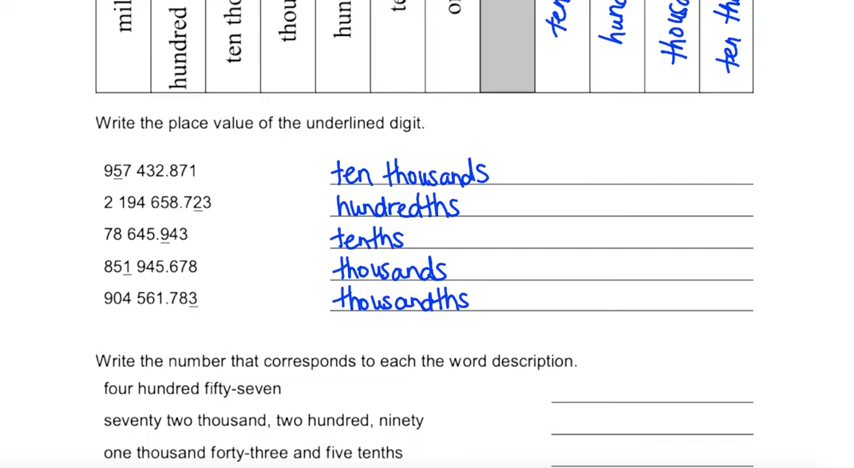 mil
hundred
ten tho
thou
hun
te
o
ten
hund
thousa
ten th
Write the place value of the underlined digit.
957 432.871 ten thousands
2 194 658.723 hundredths
78 645.943 tenths
851 945.678 thousands
904 561.783 thousandths
Write the number that corresponds to each the word description.
four hundred fifty-seven
seventy two thousand, two hundred, ninety
one thousand forty-three and five tenths